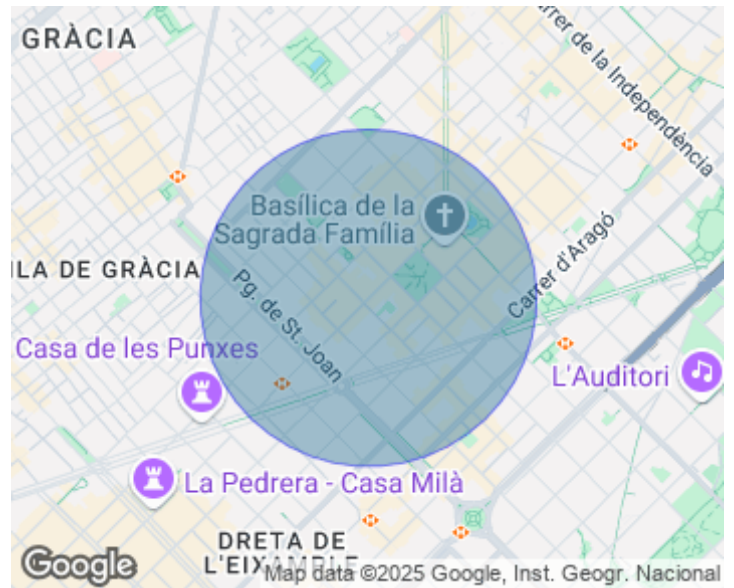 GRÀCIA
rrer de la Independència
Basílica de la
Sagrada Família
ILA DE GRÀCIA
Pg. de St. Joan
Carrer d'Aragó
Casa de les Punxes
L'Auditori
La Pedrera - Casa Milà
DRETA DE
L'EIXAMPLE
Google
Map data ©2025 Google, Inst. Geogr. Nacional